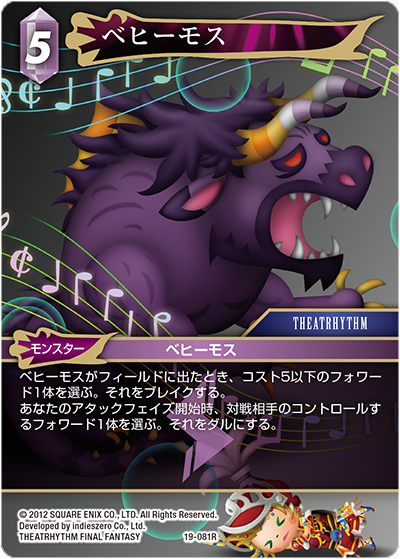 5
ベヒーモス
THEATRHYTHM
モンスター
ベヒーモス
ベヒーモスがフィールドに出たとき、コスト5以下のフォワー
ド1体を選ぶ。それをブレイクする。
あなたのアタックフェイズ開始時、対戦相手のコントロールす
るフォワード1体を選ぶ。それをダルにする。
© 2012 SQUARE ENIX CO., LTD. All Rights Reserved.
Developed by indieszero Co., Ltd.
THEATRHYTHM FINAL FANTASY
19-081R